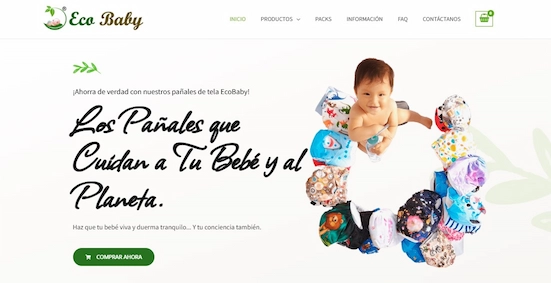 Eco Baby
INICIO PRODUCTOS PACKS INFORMACIÓN FAQ CONTÁCTANOS
¡Ahorra de verdad con nuestros pañales de tela EcoBaby!
Los Pañales que
Cuidan a Tu Bebé y al
Planeta.
Haz que tu bebé viva y duerma tranquilo... Y tu conciencia también.
COMPRAR AHORA